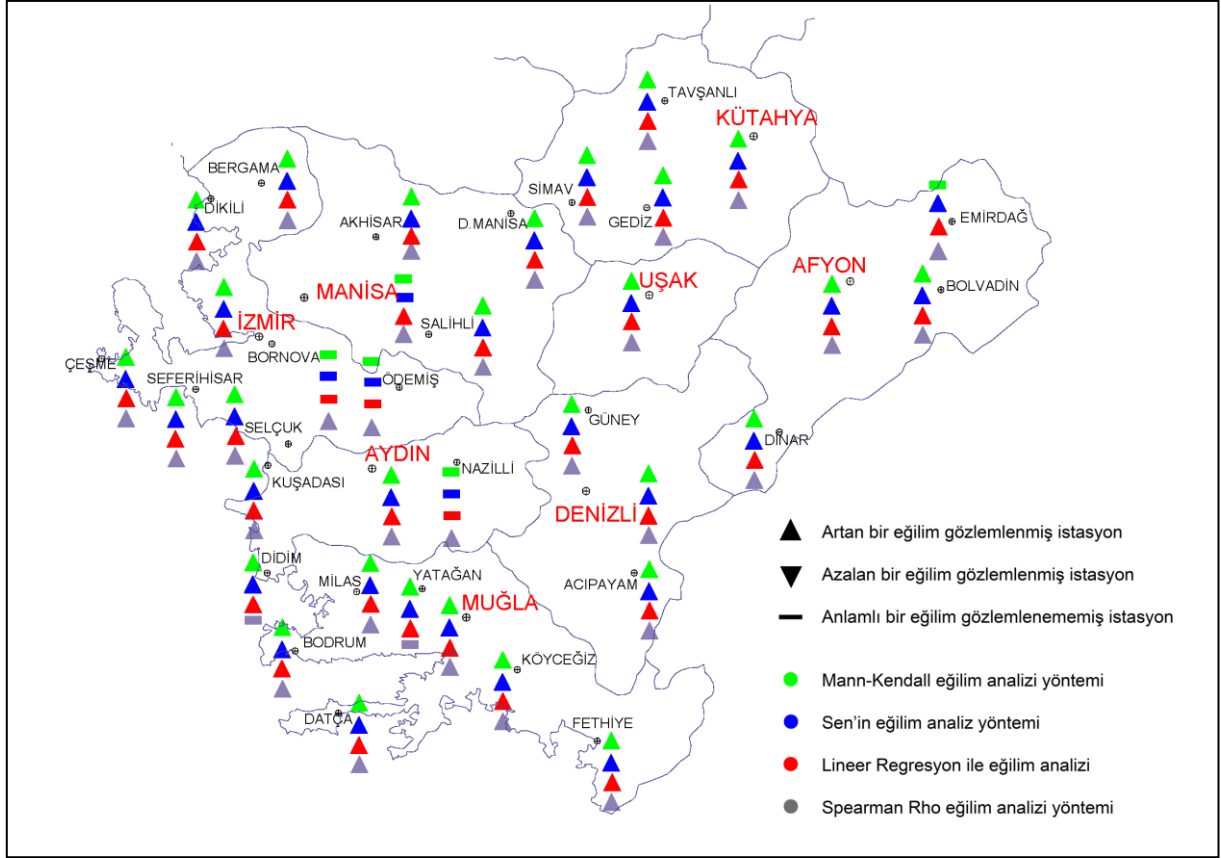 TAVŞANLI
KÜTAHYA
BERGAMA
SİMAV
DİKİLİ
GEDİZ
EMİRDAĞ
AKHİSAR
D.MANİSA
AFYON
UŞAK
MANİSA
BOLVADİN
İZMİR
SALİHLİ
BORNOVA
ÇEŞME
SEFERİHİSAR
ÖDEMİŞ
GÜNEY
SELÇUK
DİNAR
AYDIN
NAZİLLİ
KUŞADASI
DENİZLİ
DİDİM
MİLAS
YATAĞAN
ACIPAYAM
MUĞLA
BODRUM
KÖYCEĞİZ
DATÇA
FETHİYE
Artan bir eğilim gözlemlenmiş istasyon
Azalan bir eğilim gözlemlenmiş istasyon
Anlamlı bir eğilim gözlemlenememiş istasyon
Mann-Kendall eğilim analizi yöntemi
Sen'in eğilim analiz yöntemi
Lineer Regresyon ile eğilim analizi
Spearman Rho eğilim analizi yöntemi